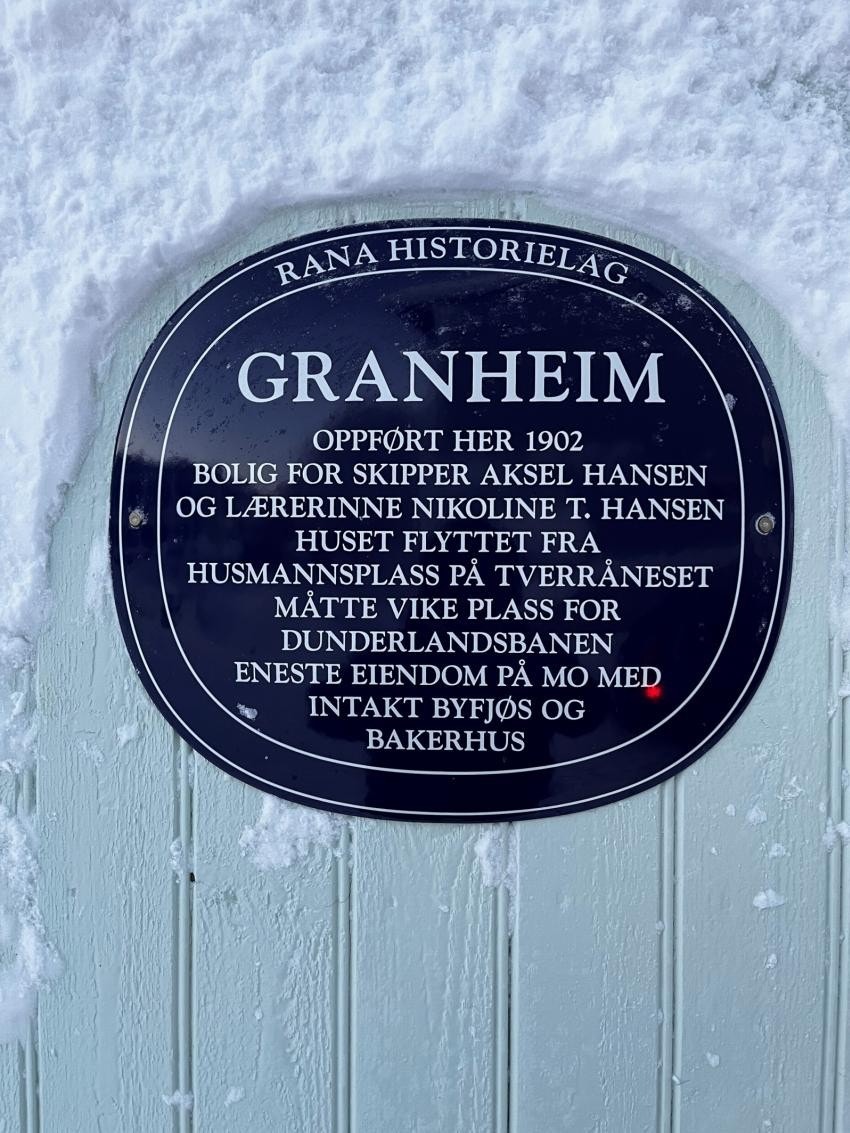 RANA HISTORIELAG
GRANHEIM
OPPFØRT HER 1902
BOLIG FOR SKIPPER AKSEL HANSEN
OG LÆRERINNE NIKOLINE T. HANSEN
HUSET FLYTTET FRA
HUSMANNSPLASS PÅ TVERRÅNESET
MÅTTE VIKE PLASS FOR
DUNDERLANDSBANEN
ENESTE EIENDOM PÅ MO MED
INTAKT BYFJØS OG
BAKERHUS